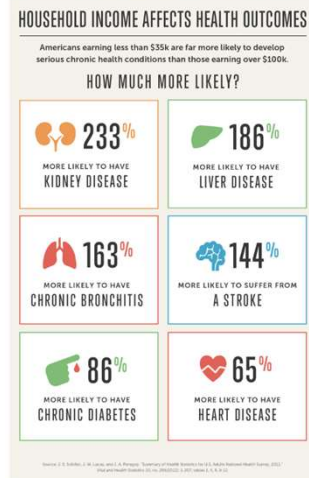 HOUSEHOLD INCOME AFFECTS HEALTH OUTCOMES
Americans earning less than $35k are far more likely to develop
serious chronic health conditions than those earning over $100k.
HOW MUCH MORE LIKELY?
233%
MORE LIKELY TO HAVE
KIDNEY DISEASE
186%
MORE LIKELY TO HAVE
LIVER DISEASE
163%
MORE LIKELY TO HAVE
CHRONIC BRONCHITIS
144%
MORE LIKELY TO SUFFER FROM
A STROKE
86%
MORE LIKELY TO HAVE
CHRONIC DIABETES
65%
MORE LIKELY TO HAVE
HEART DISEASE